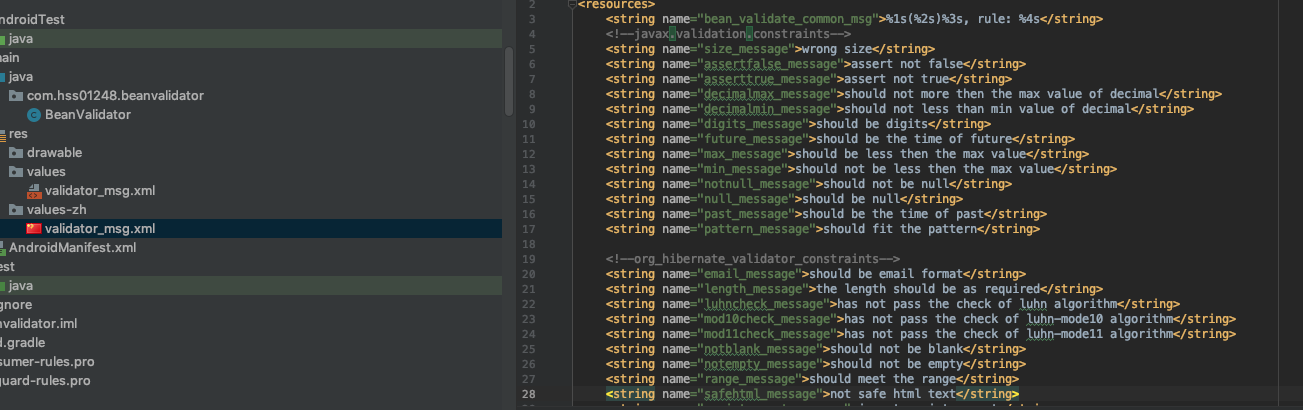 ndroidTest
java
ain
java
com.hss01248.beanvalidator
BeanValidator
res
drawable
values
validator_msg.xml
values-zh
validator_msg.xml
AndroidManifest.xml
est
java
gnore
nvalidator.iml
d.gradle
sumer-rules.pro
guard-rules.pro
2 <resources>
3 <string name="bean_validate_common_msg">%1s(%2s)%3s, rule: %4s</string>
4 <!--javax.validation.constraints-->
5 <string name="size_message">wrong size</string>
6 <string name="assertfalse_message">assert not false</string>
7 <string name="asserttrue_message">assert not true</string>
8 <string name="decimalmax_message">should not more then the max value of decimal</string>
9 <string name="decimalmin_message">should not less than min value of decimal</string>
10 <string name="digits_message">should be digits</string>
11 <string name="future_message">should be the time of future</string>
12 <string name="max_message">should be less then the max value</string>
13 <string name="min_message">should not be less then the max value</string>
14 <string name="notnull_message">should not be null</string>
15 <string name="null_message">should be null</string>
16 <string name="past_message">should be the time of past</string>
17 <string name="pattern_message">should fit the pattern</string>
18
19 <!--org_hibernate_validator_constraints-->
20 <string name="email_message">should be email format</string>
21 <string name="length_message">the length should be as required</string>
22 <string name="luhncheck_message">has not pass the check of luhn algorithm</string>
23 <string name="mod10check_message">has not pass the check of luhn-mode10 algorithm</string>
24 <string name="mod11check_message">has not pass the check of luhn-mode11 algorithm</string>
25 <string name="notblank_message">should not be blank</string>
26 <string name="notempty_message">should not be empty</string>
27 <string name="range_message">should meet the range</string>
28 <string name="safehtml_message">not safe html text</string>